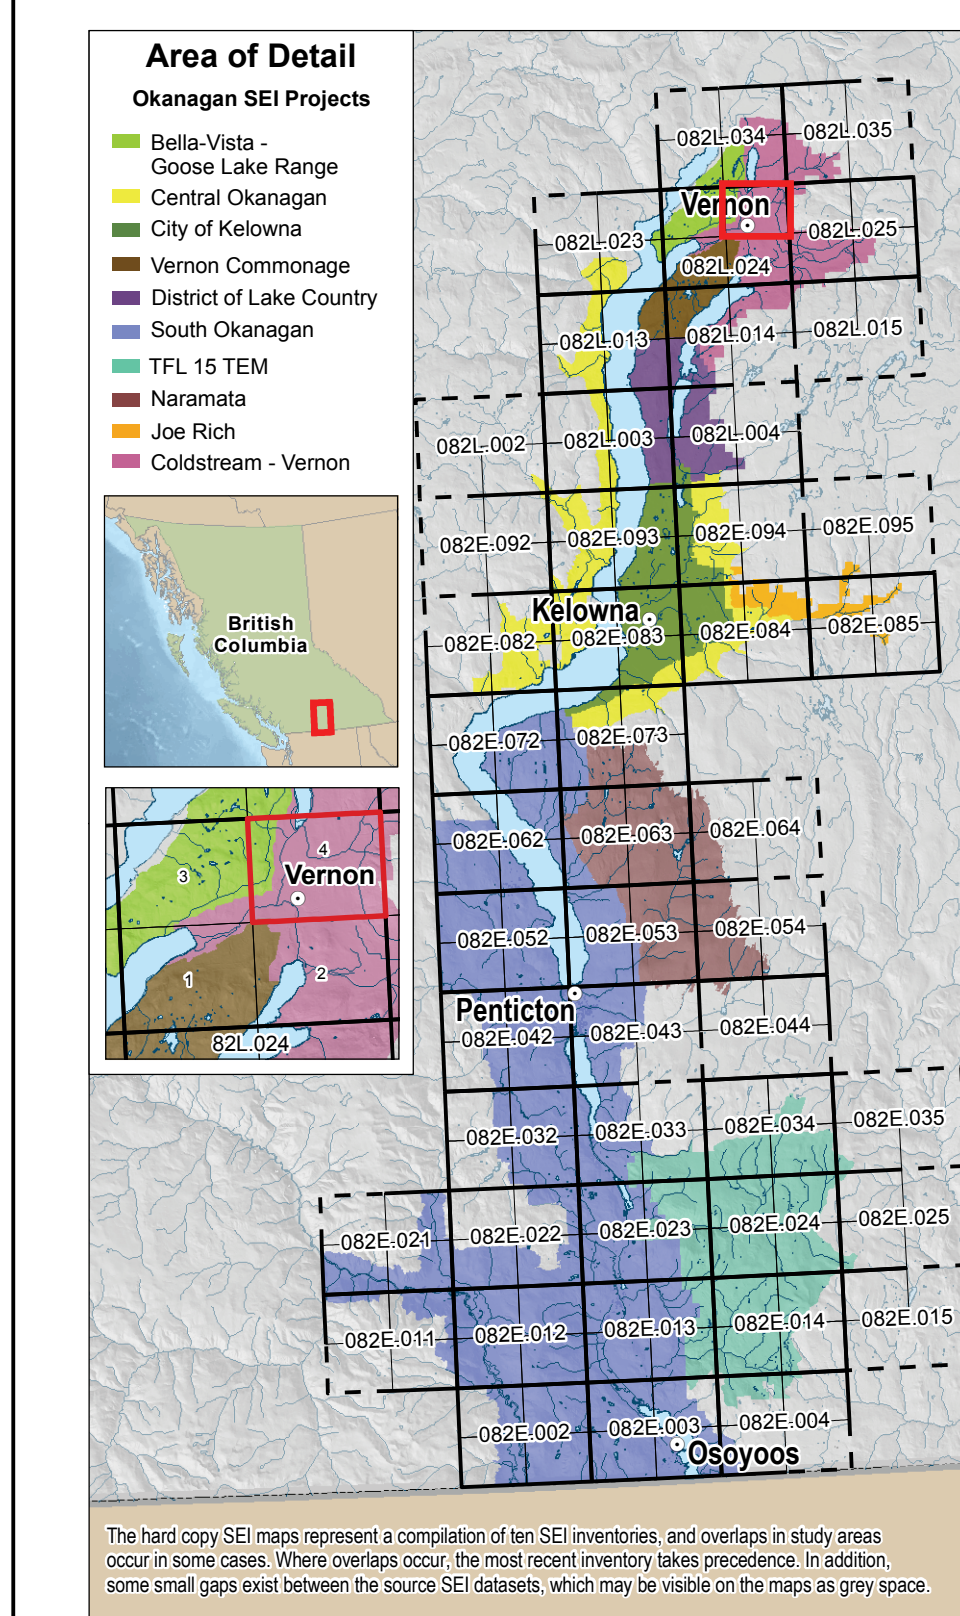 Area of Detail
Okanagan SEI Projects
Bella-Vista -
Goose Lake Range
Central Okanagan
City of Kelowna
Vernon Commonage
District of Lake Country
South Okanagan
TFL 15 TEM
Naramata
Joe Rich
Coldstream - Vernon
British
Columbia
3
4
Vernon
1
2
82L.024
082L.034
082L.035
Vernon
082L.023
082L.025
082L.024
082L.013
082L.014
082L.015
082L.002
082L.003
082L.004
082E.092
082E.093
082E.094
082E.095
Kelowna
082E.082
082E.083
082E.084
082E.085
082E.072
082E.073
082E.062
082E.063
082E.064
082E.052
082E.053
082E.054
Penticton
082E.042
082E.043
082E.044
082E.032
082E.033
082E.034
082E.035
082E.021
082E.022
082E.023
082E.024
082E.025
082E.011
082E.012
082E.013
082E.014
082E.015
082E.002
082E.003
082E.004
Osoyoos
The hard copy SEI maps represent a compilation of ten SEI inventories, and overlaps in study areas
occur in some cases. Where overlaps occur, the most recent inventory takes precedence. In addition,
some small gaps exist between the source SEI datasets, which may be visible on the maps as grey space.